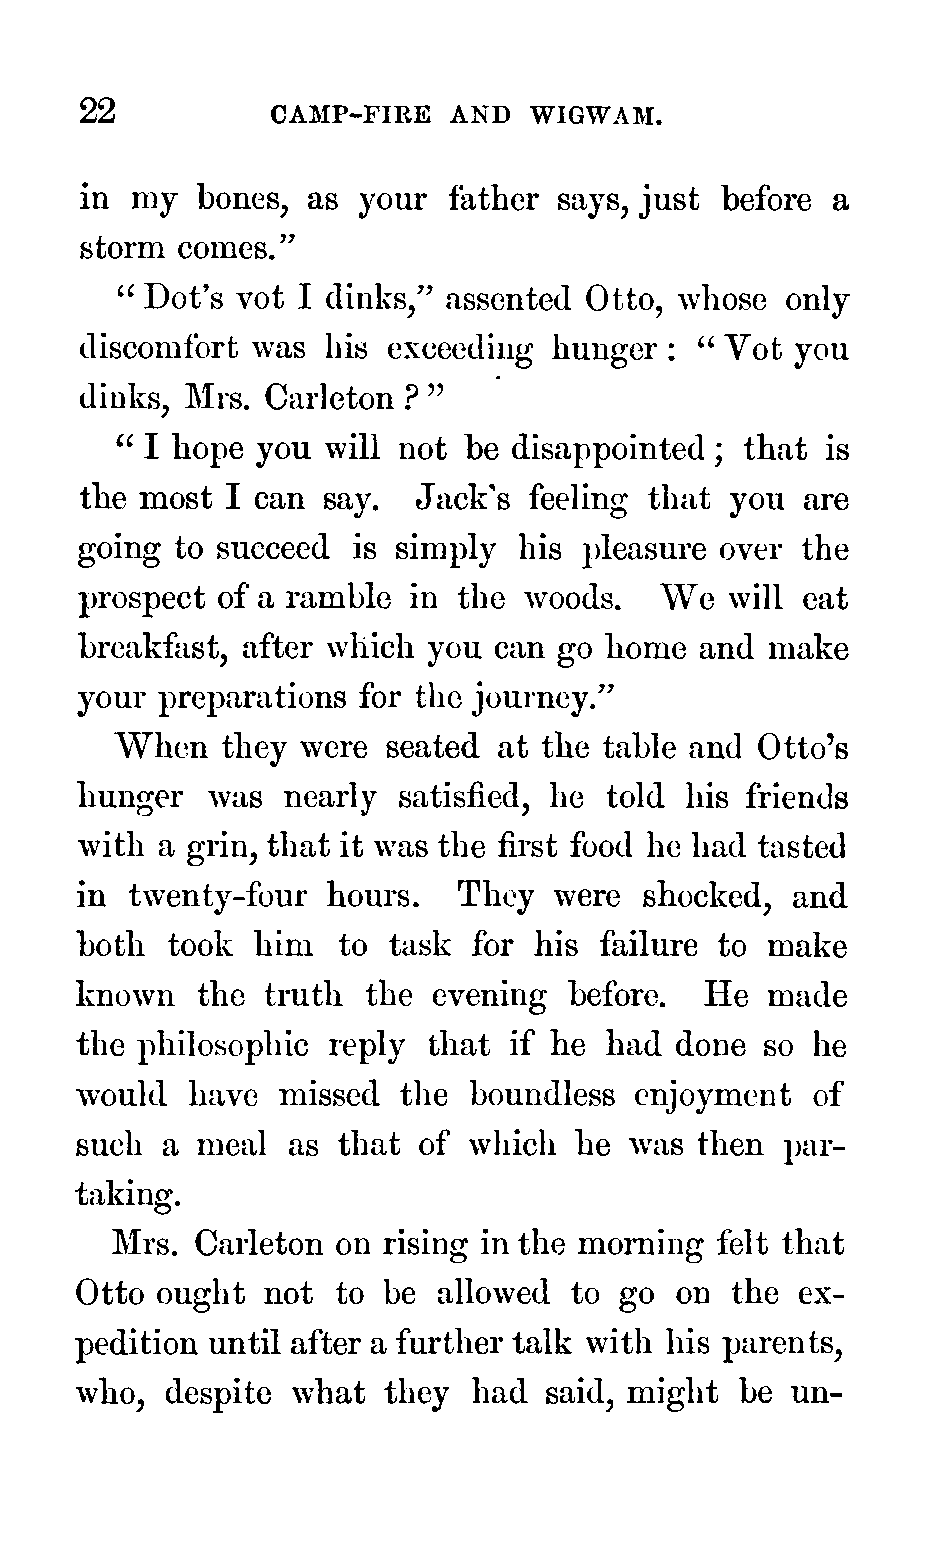 22 CAMP-FIRE AND WIGWAM.
in my bones, as your father says, just before a
storm comes."
"Dot's vot I dinks," assented Otto, whose only
discomfort was his exceeding hunger: "Vot you
dinks, Mrs. Carleton?"
"I hope you will not be disappointed; that is
the most I can say. Jack's feeling that you are
going to succeed is simply his pleasure over the
prospect of a ramble in the woods. We will eat
breakfast, after which you can go home and make
your preparations for the journey."
When they were seated at the table and Otto's
hunger was nearly satisfied, he told his friends
with a grin, that it was the first food he had tasted
in twenty-four hours. They were shocked, and
both took him to task for his failure to make
known the truth the evening before. He made
the philosophic reply that if he had done so he
would have missed the boundless enjoyment of
such a meal as that of which he was then par-
taking.
Mrs. Carleton on rising in the morning felt that
Otto ought not to be allowed to go on the ex-
pedition until after a further talk with his parents,
who, despite what they had said, might be un-